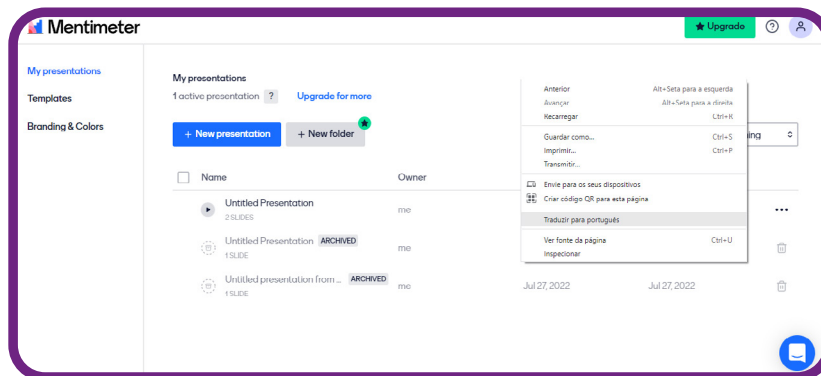 Mentimeter
Upgrade
My presentations
Templates
Branding & Colors
My presentations
1 active presentation ? Upgrade for more
+ New presentation
+ New folder
ing
Name Owner
Untitled Presentation
2 SLIDES
me
Untitled Presentation ARCHIVED
1 SLIDE
me
Untitled presentation from ... ARCHIVED
1 SLIDE
me Jul 27, 2022 Jul 27, 2022
Anterior Alt+Seta para a esquerda
Avançar Alt+Seta para a direita
Recarregar Ctrl+R
Guardar como... Ctrl+S
Imprimir... Ctrl+P
Transmitir...
Envie para os seus dispositivos
Criar código QR para esta página
Traduzir para português
Ver fonte da página Ctrl+U
Inspecionar